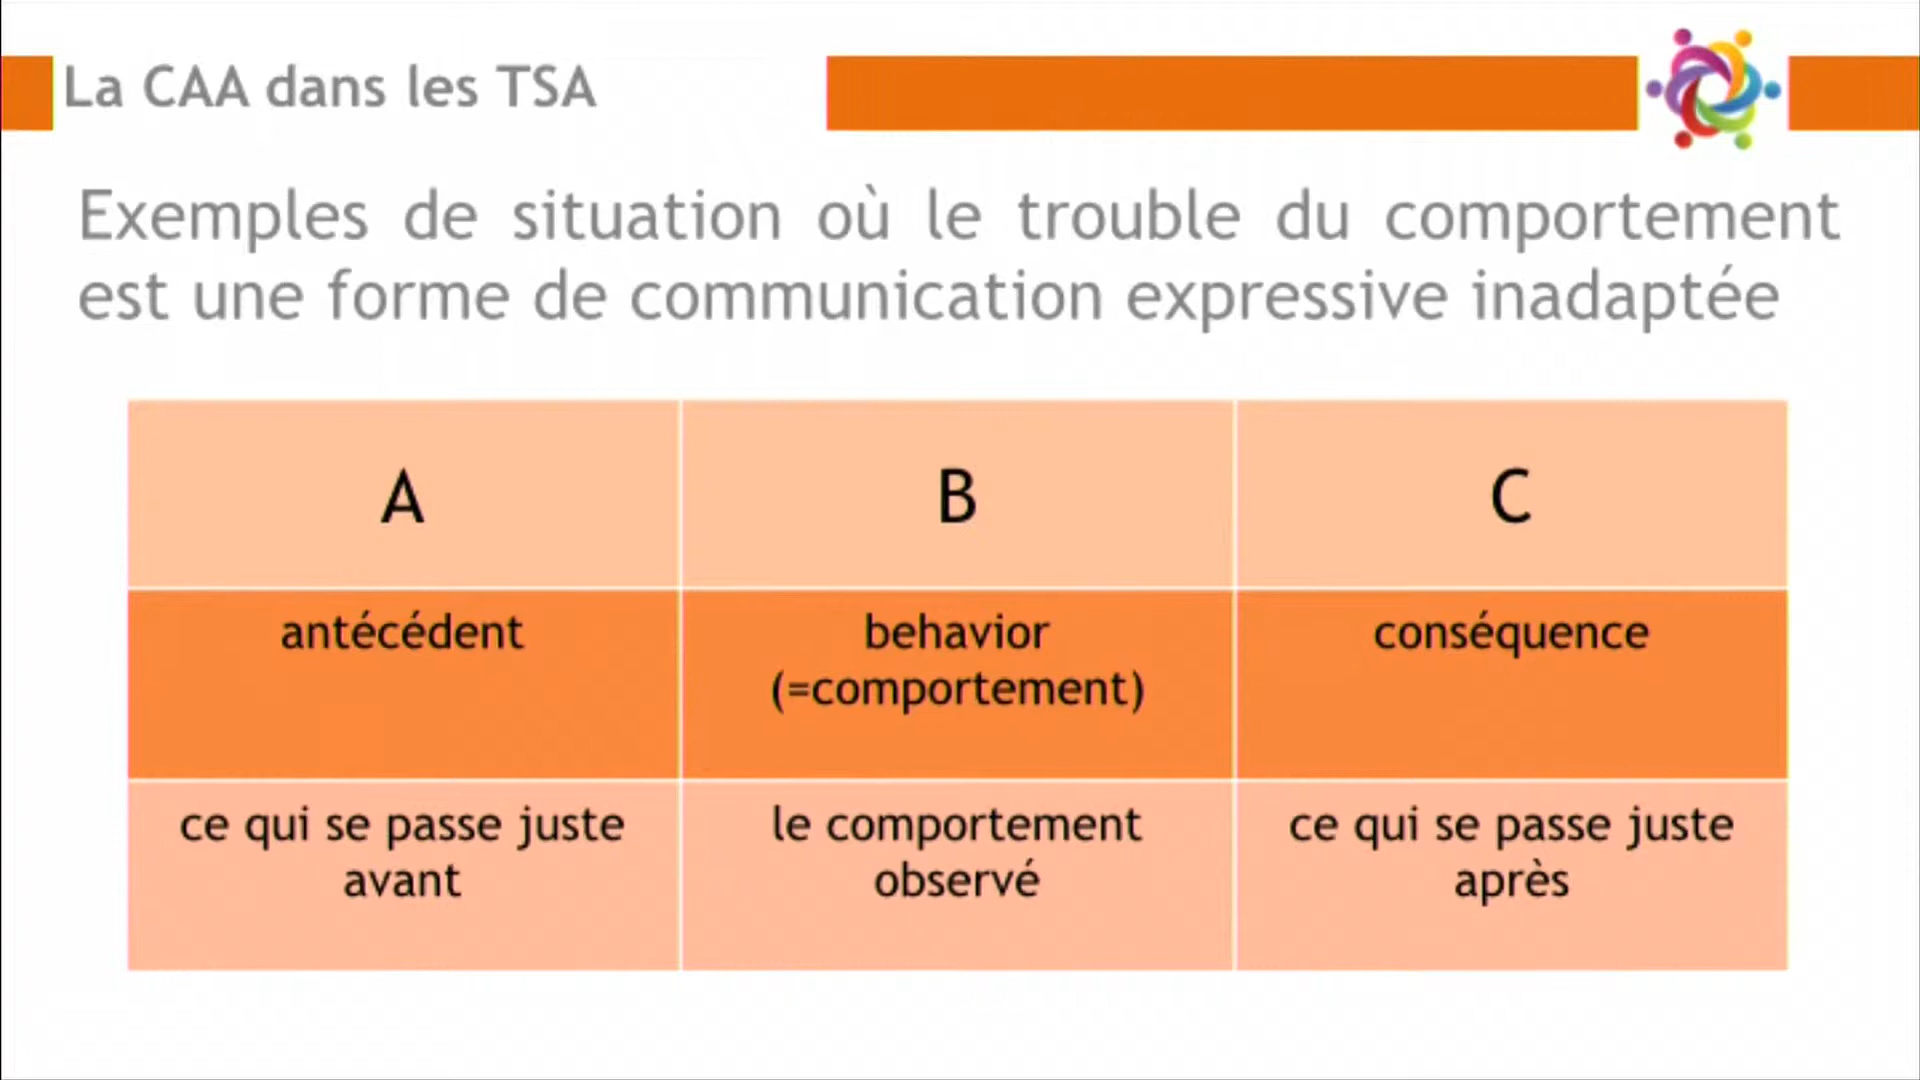 La CAA dans les TSA
Exemples de situation où le trouble du comportement
est une forme de communication expressive inadaptée
A
B
C
antécédent
behavior
(=comportement)
conséquence
ce qui se passe juste
avant
le comportement
observé
ce qui se passe juste
après